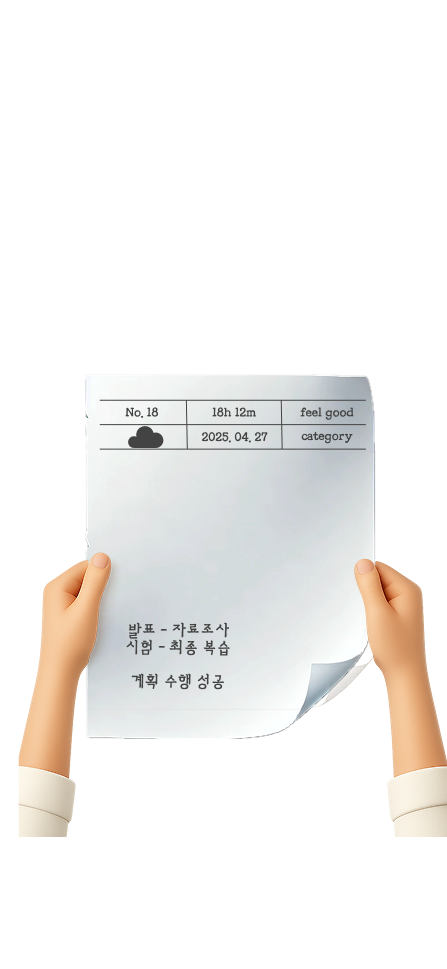 No. 18 18h 12m feel good
2025. 04. 27 category
발표 - 자료조사
시험 - 최종 복습
계획 수행 성공